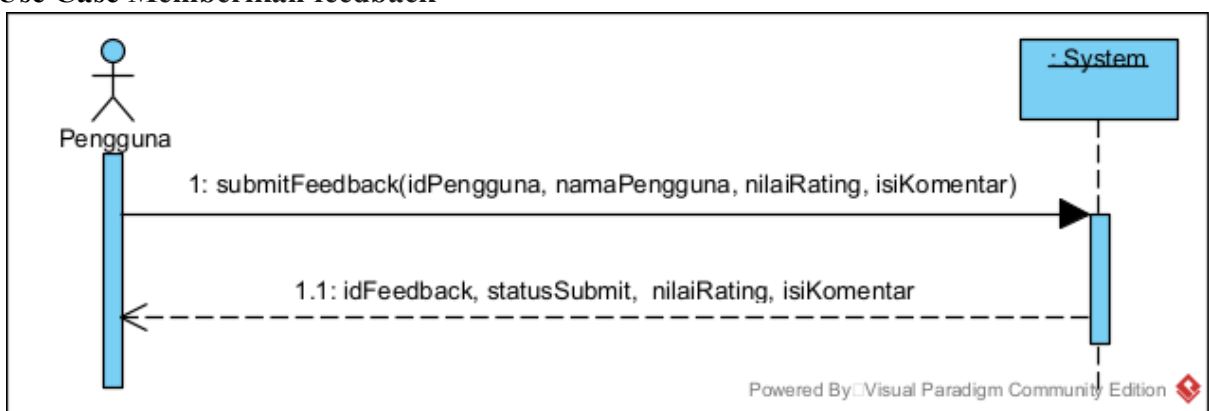 Use Case Memberikan feedback
: System
Pengguna
1: submitFeedback(idPengguna, namaPengguna, nilaiRating, isiKomentar)
1.1: idFeedback, statusSubmit, nilaiRating, isiKomentar
Powered By Visual Paradigm Community Edition